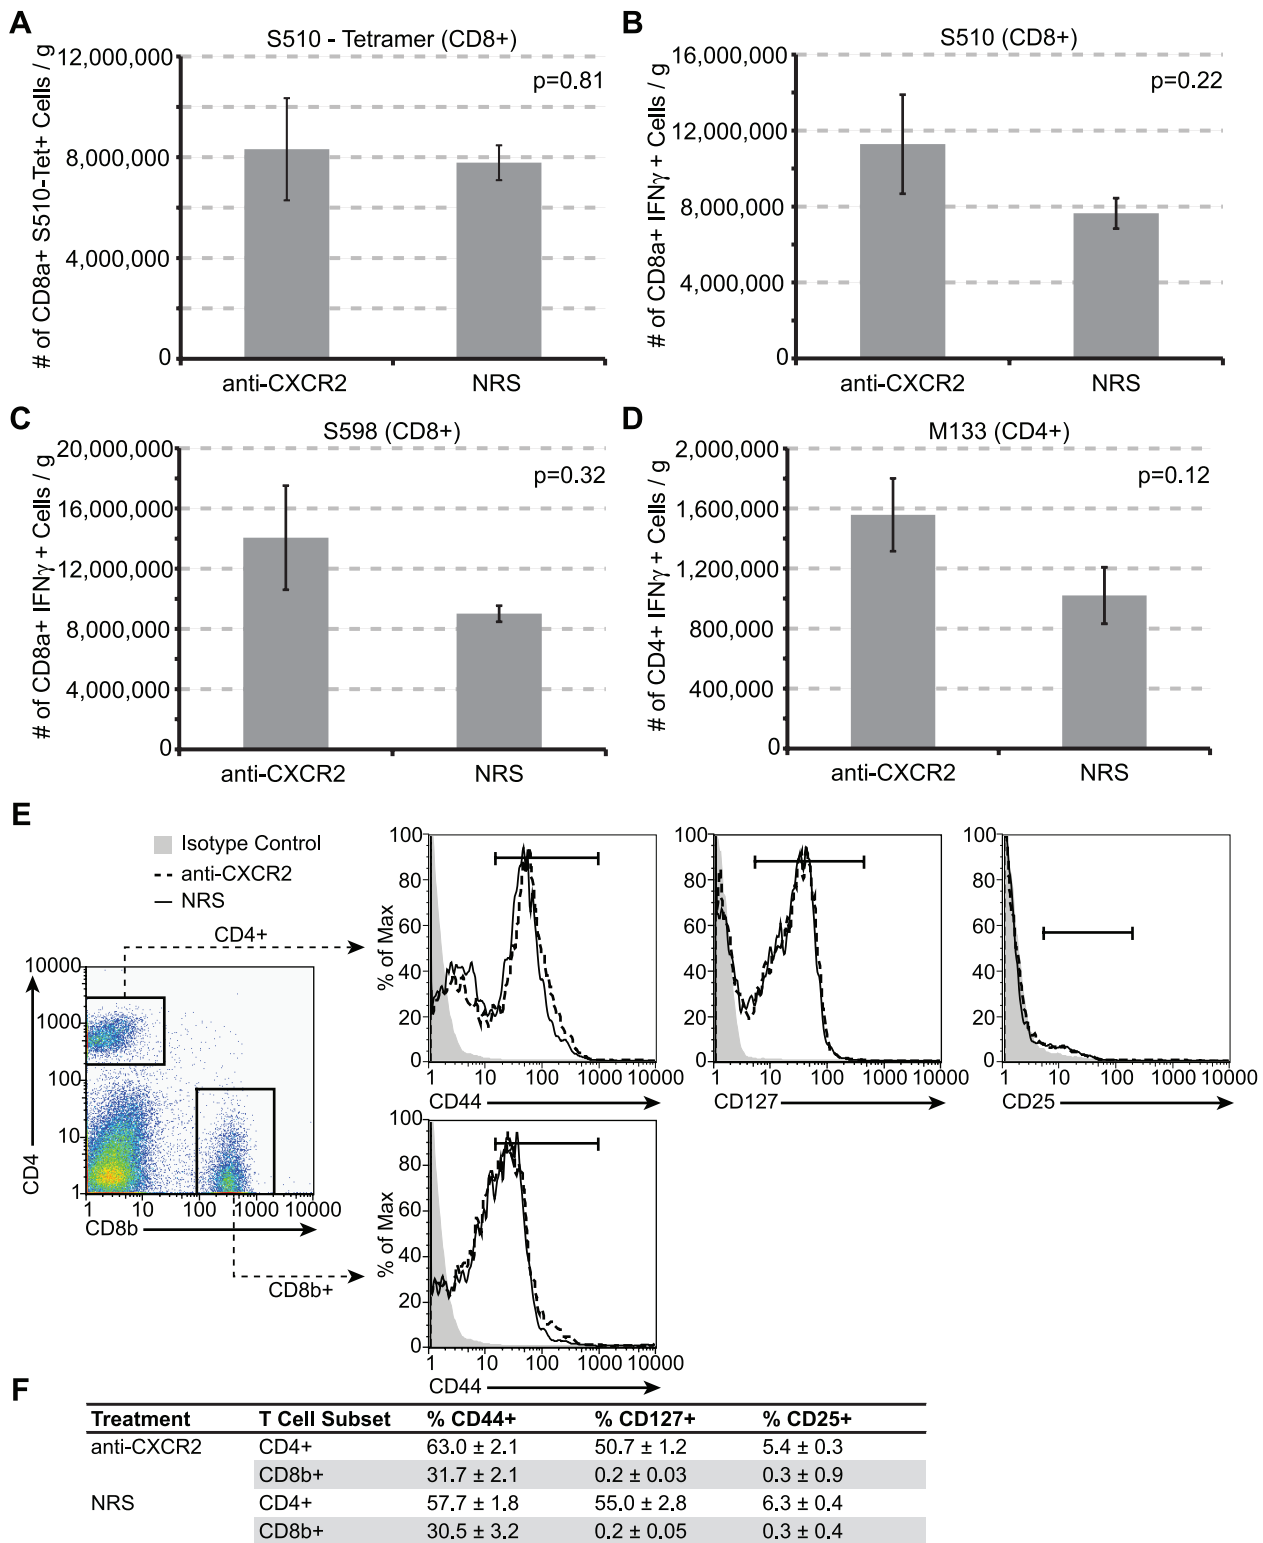 A
S510 - Tetramer (CD8+)
p=0.81
# of CD8a+ S510-Tet+ Cells / g
12,000,000
8,000,000
4,000,000
0
anti-CXCR2 NRS
B
S510 (CD8+)
p=0.22
# of CD8a+ IFNγ + Cells / g
16,000,000
12,000,000
8,000,000
4,000,000
0
anti-CXCR2 NRS
C
S598 (CD8+)
p=0.32
# of CD8a+ IFNγ + Cells / g
20,000,000
16,000,000
12,000,000
8,000,000
4,000,000
0
anti-CXCR2 NRS
D
M133 (CD4+)
p=0.12
# of CD4+ IFNγ + Cells / g
2,000,000
1,600,000
1,200,000
800,000
400,000
0
anti-CXCR2 NRS
E
Isotype Control
anti-CXCR2
NRS
CD4+
10000
1000
100
10
1
CD4
1 10 100 1000 10000
CD8b
CD8b+
% of Max
100
80
60
40
20
0
1 10 100 1000 10000
CD44
100
80
60
40
20
0
1 10 100 1000 10000
CD127
100
80
60
40
20
0
1 10 100 1000 10000
CD25
% of Max
100
80
60
40
20
0
1 10 100 1000 10000
CD44
F
Treatment T Cell Subset % CD44+ % CD127+ % CD25+
anti-CXCR2 CD4+ 63.0 ± 2.1 50.7 ± 1.2 5.4 ± 0.3
CD8b+ 31.7 ± 2.1 0.2 ± 0.03 0.3 ± 0.9
NRS CD4+ 57.7 ± 1.8 55.0 ± 2.8 6.3 ± 0.4
CD8b+ 30.5 ± 3.2 0.2 ± 0.05 0.3 ± 0.4